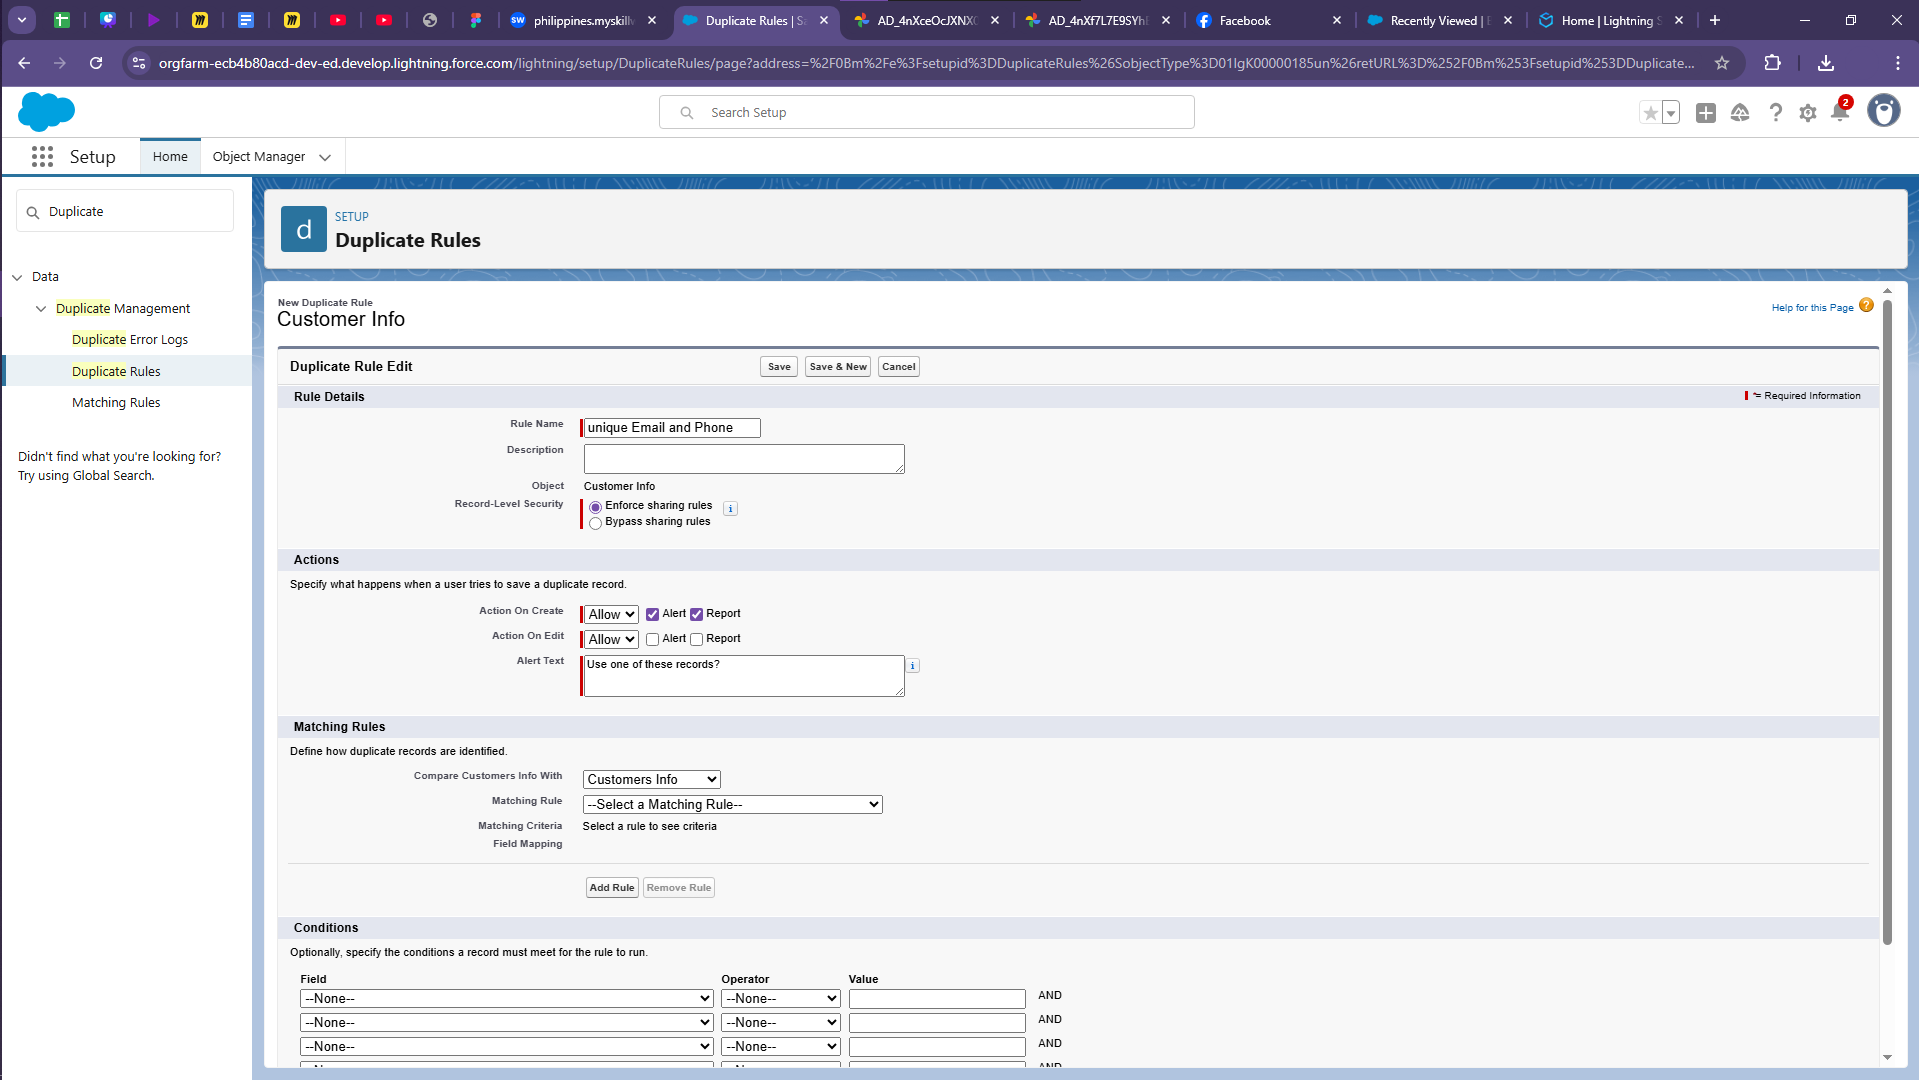 SW philippines.myskillw
Duplicate Rules | Sa
AD_4nXceOcJXNXG
AD_4nXf7L7E9SYhE
Facebook
Recently Viewed | E
Home | Lightning S
orgfarm-ecb4b80acd-dev-ed.develop.lightning.force.com/lightning/setup/DuplicateRules/page?address=%2F0Bm%2Fe%3Fsetupid%3DDuplicateRules%26SobjectType%3D01IgK00000185un%26retURL%3D%252F0Bm%253Fsetupid%253DDuplicate...
Search Setup
2
Setup
Home
Object Manager
Duplicate
Data
Duplicate Management
Duplicate Error Logs
Duplicate Rules
Matching Rules
Didn't find what you're looking for?
Try using Global Search.
d
SETUP
Duplicate Rules
New Duplicate Rule
Customer Info
Help for this Page ?
Duplicate Rule Edit
Save
Save & New
Cancel
Rule Details
= Required Information
Rule Name
unique Email and Phone
Description
Object
Customer Info
Record-Level Security
Enforce sharing rules
i
Bypass sharing rules
Actions
Specify what happens when a user tries to save a duplicate record.
Action On Create
Allow
Alert
Report
Action On Edit
Allow
Alert
Report
Alert Text
Use one of these records?
i
Matching Rules
Define how duplicate records are identified.
Compare Customers Info With
Customers Info
Matching Rule
--Select a Matching Rule--
Matching Criteria
Select a rule to see criteria
Field Mapping
Add Rule
Remove Rule
Conditions
Optionally, specify the conditions a record must meet for the rule to run.
Field
Operator
Value
--None--
--None--
AND
--None--
--None--
AND
--None--
--None--
AND